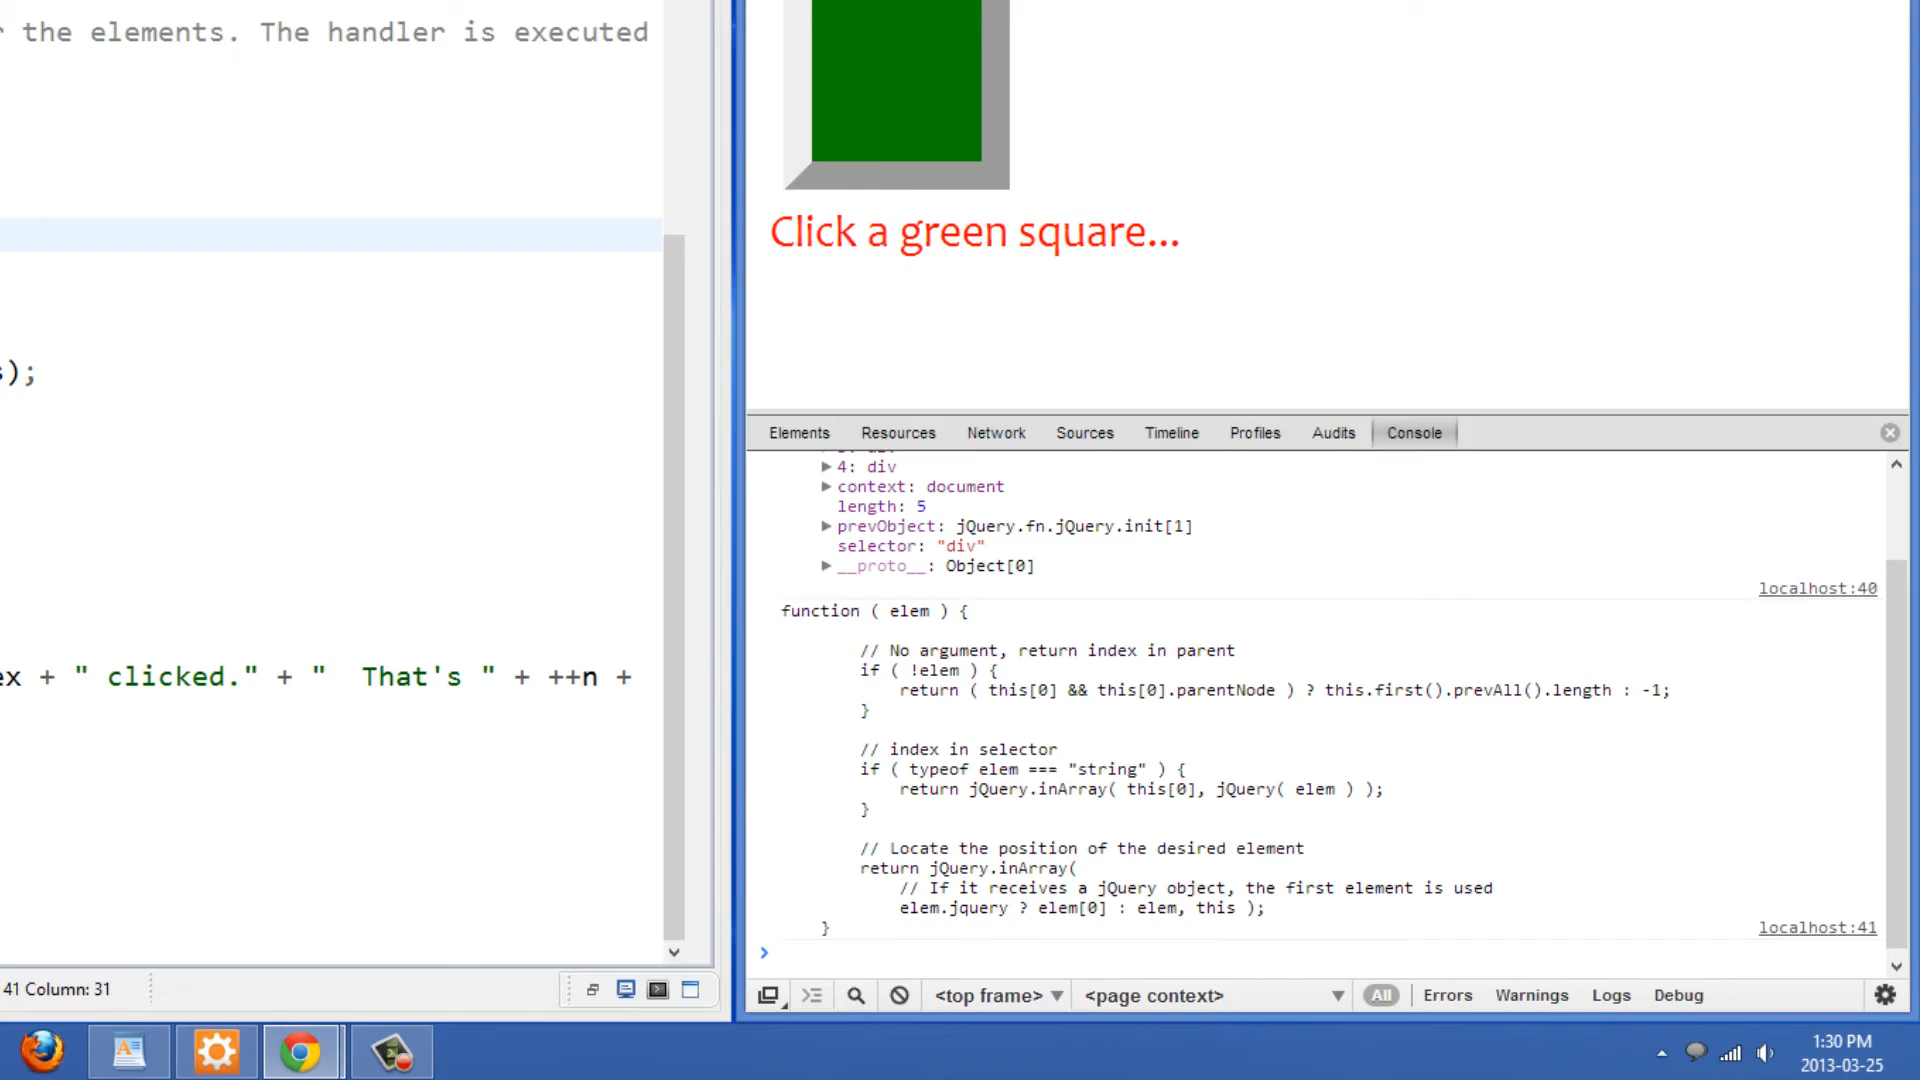 the elements. The handler is executed
);
" clicked." + "  That's " + ++n +
41 Column: 31
Click a green square...
Elements Resources Network Sources Timeline Profiles Audits Console
4: div
context: document
length: 5
prevObject: jQuery.fn.jQuery.init[1]
selector: "div"
__proto__: Object[0]
localhost:40
function ( elem ) {
// No argument, return index in parent
if ( !elem ) {
return ( this[0] && this[0].parentNode ) ? this.first().prevAll().length : -1;
}
// index in selector
if ( typeof elem === "string" ) {
return jQuery.inArray( this[0], jQuery( elem ) );
}
// Locate the position of the desired element
return jQuery.inArray(
// If it receives a jQuery object, the first element is used
elem.jquery ? elem[0] : elem, this );
}
localhost:41
<top frame> <page context> All Errors Warnings Logs Debug
1:30 PM
2013-03-25